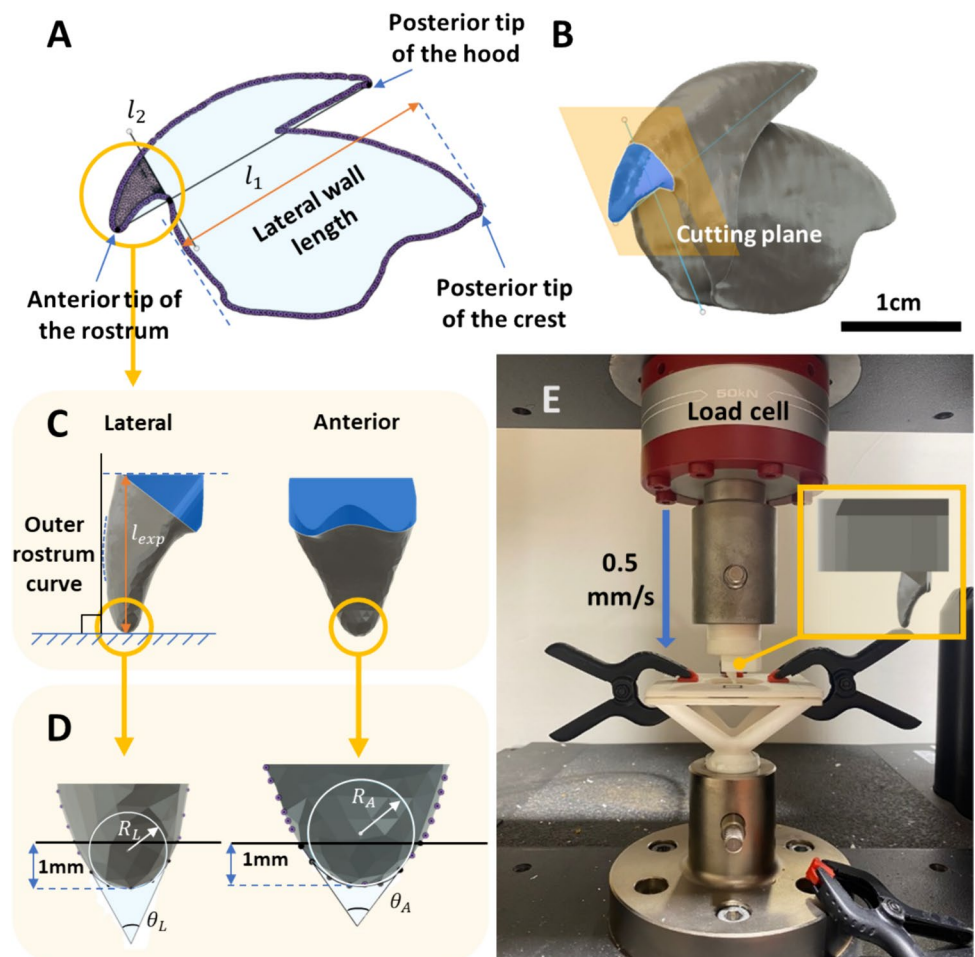 A
Posterior tip
of the hood
l2
l1
Lateral wall
length
Anterior tip of
the rostrum
Posterior tip
of the crest
B
Cutting plane
1cm
C
Lateral
Anterior
Outer
rostrum
curve
lexp
D
RL
1mm
θL
RA
1mm
θA
E
50kN
Load cell
0.5
mm/s